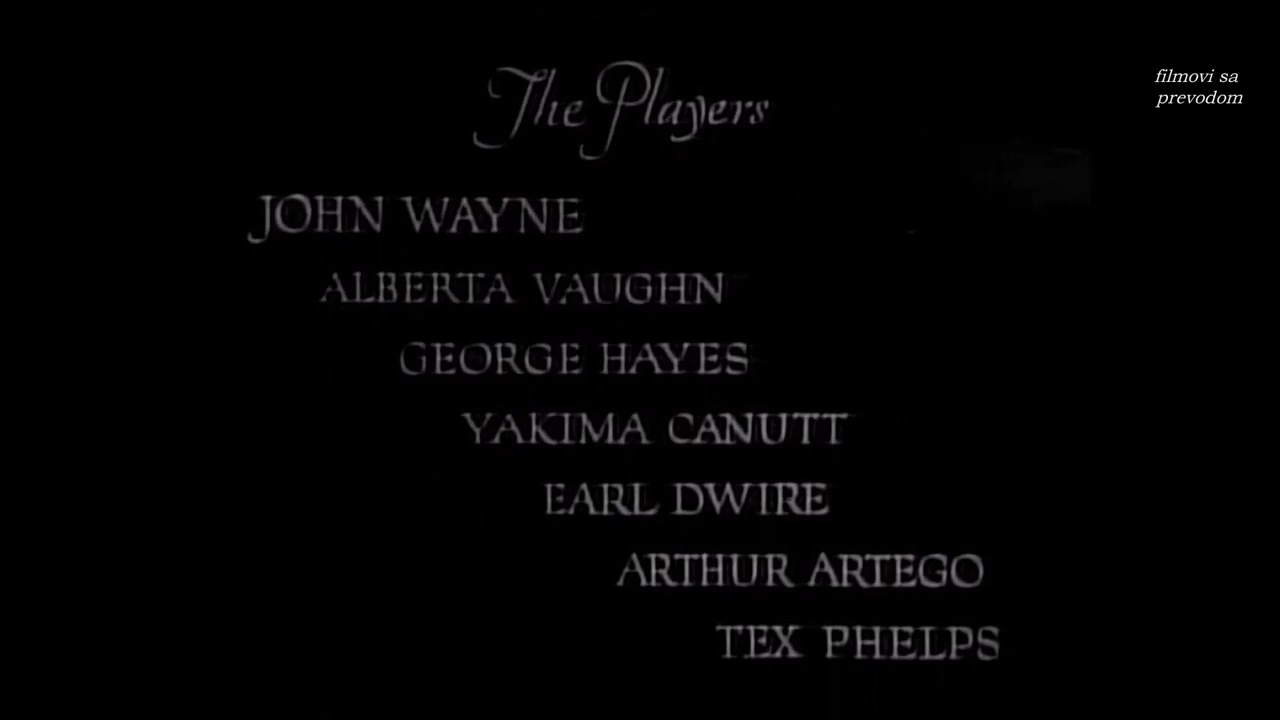 The Players
filmovi sa
prevodom
JOHN WAYNE
ALBERTA VAUGHN
GEORGE HAYES
YAKIMA CANUTT
EARL DWIRE
ARTHUR ARTEGO
TEX PHELPS